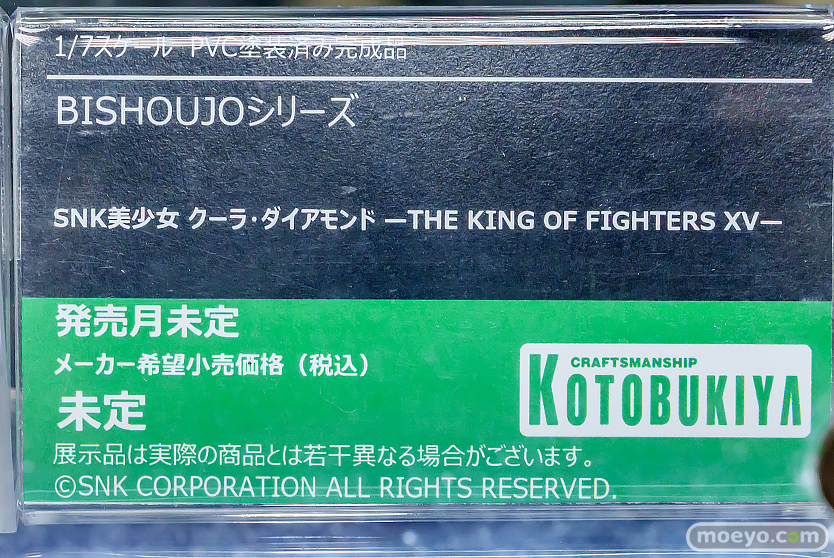 1/7スケール PVC塗装済み完成品
BISHOUJOシリーズ
SNK美少女 クーラ・ダイアモンド ―THE KING OF FIGHTERS XV―
発売月未定
メーカー希望小売価格（税込）
未定
CRAFTSMANSHIP
KOTOBUKIYA
展示品は実際の商品とは若干異なる場合がございます。
©SNK CORPORATION ALL RIGHTS RESERVED.
moeyo.com